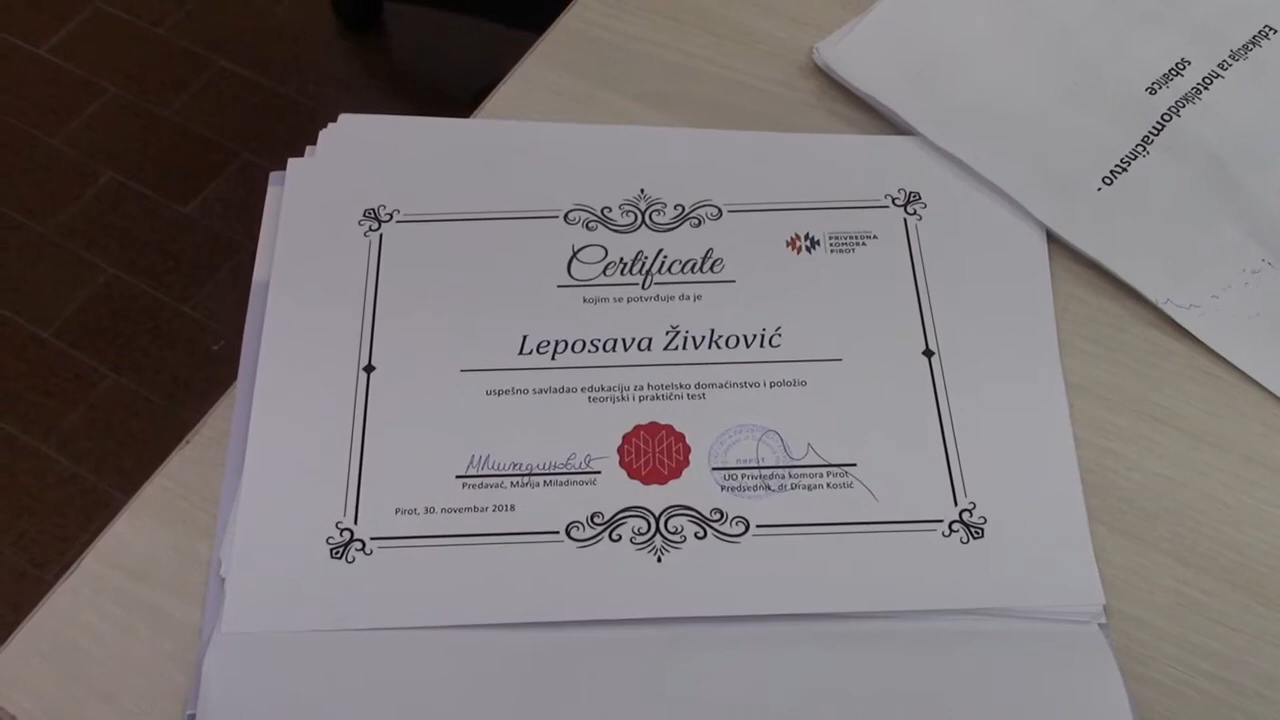 Certificate
kojim se potvrđuje da je
Leposava Živković
uspešno savladao edukaciju za hotelsko domaćinstvo i položio
teorijski i praktični test
PRIVREDNA
KOMORA
PIROT
Predavač, Marija Miladinović
UO Privredna komora Pirot
Predsednik, dr Dragan Kostić
Pirot, 30. novembar 2018
Edukacija za hotelskodomaćinstvo -
sobarice